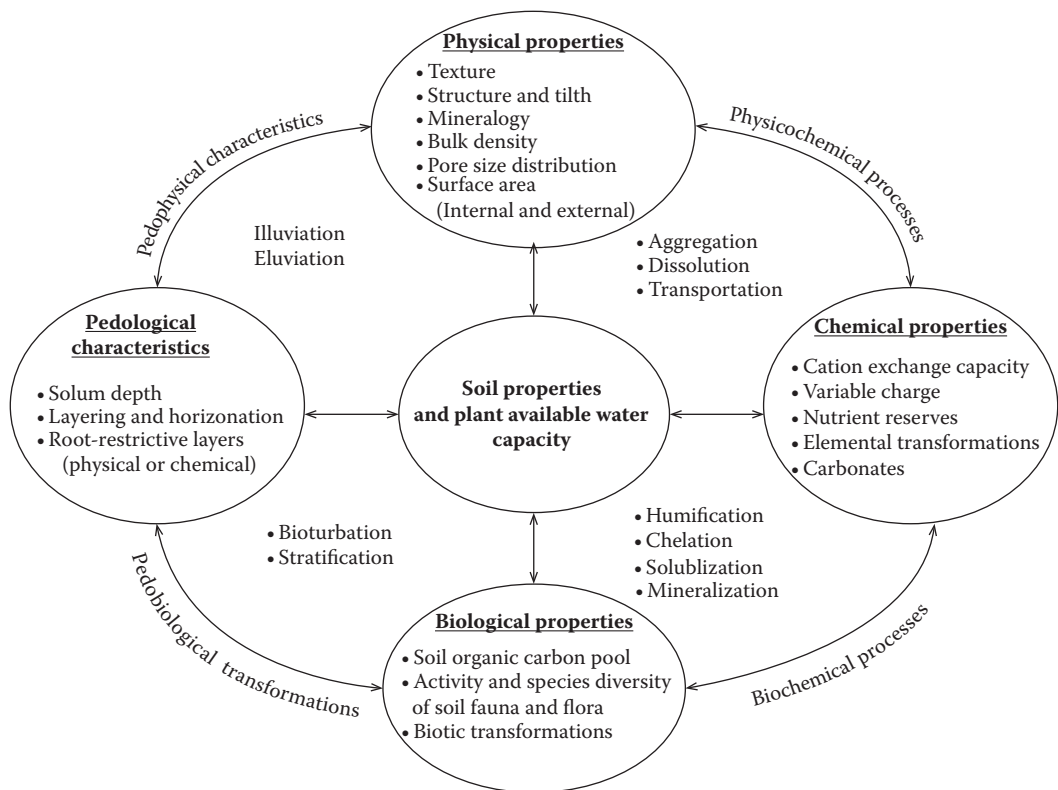 Physical properties
• Texture
• Structure and tilth
• Mineralogy
• Bulk density
• Pore size distribution
• Surface area
(Internal and external)
Pedophysical characteristics
Physicochemical processes
Illuviation
Eluviation
• Aggregation
• Dissolution
• Transportation
Pedological
characteristics
• Solum depth
• Layering and horizonation
• Root-restrictive layers
(physical or chemical)
Soil properties
and plant available water
capacity
Chemical properties
• Cation exchange capacity
• Variable charge
• Nutrient reserves
• Elemental transformations
• Carbonates
• Bioturbation
• Stratification
• Humification
• Chelation
• Solublization
• Mineralization
Pedobiological transformations
Biochemical processes
Biological properties
• Soil organic carbon pool
• Activity and species diversity
of soil fauna and flora
• Biotic transformations